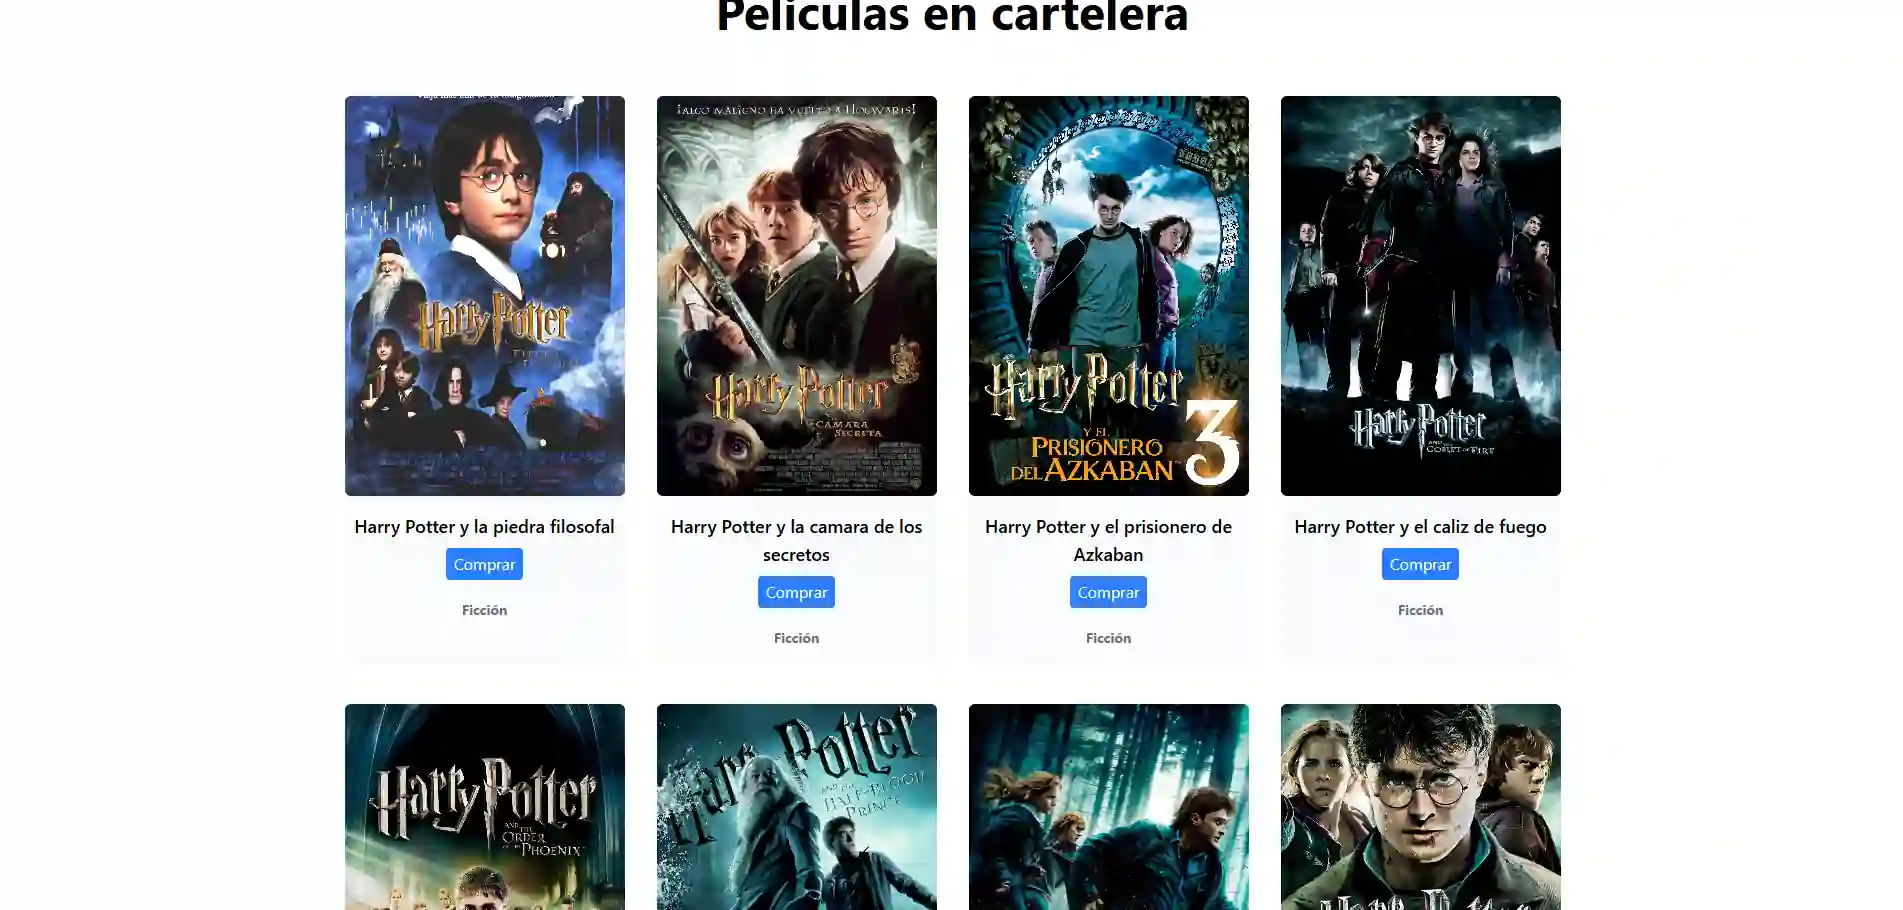 Películas en cartelera
¡ALGO MALIGNO HA VUELTO A HOGWARTS!
Harry Potter
Harry Potter
CÁMARA
SECRETA
Harry Potter
Y EL
PRISIONERO
DEL AZKABAN
3
Harry Potter
AND THE
GOBLET OF FIRE
Harry Potter y la piedra filosofal
Harry Potter y la camara de los
secretos
Harry Potter y el prisionero de
Azkaban
Harry Potter y el caliz de fuego
Comprar
Comprar
Comprar
Comprar
Ficción
Ficción
Ficción
Ficción
Harry Potter
AND THE
ORDER
OF THE PHOENIX
Harry Potter
AND THE
HALF-BLOOD
PRINCE
Harry Potter